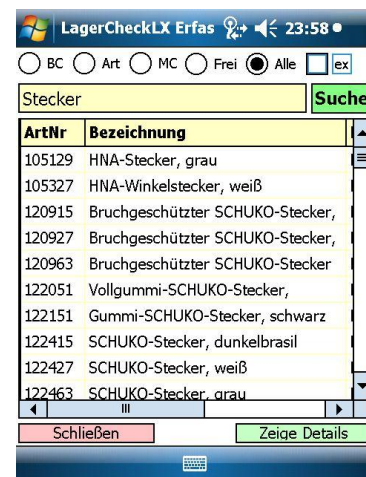 LagerCheckLX Erfas 23:58
BC Art MC Frei Alle ex
Stecker Suche
ArtNr Bezeichnung
105129 HNA-Stecker, grau
105327 HNA-Winkelstecker, weiß
120915 Bruchgeschützter SCHUKO-Stecker,
120927 Bruchgeschützter SCHUKO-Stecker,
120963 Bruchgeschützter SCHUKO-Stecker
122051 Vollgummi-SCHUKO-Stecker,
122151 Gummi-SCHUKO-Stecker, schwarz
122415 SCHUKO-Stecker, dunkelbrasil
122427 SCHUKO-Stecker, weiß
122463 SCHUKO-Stecker, grau
Schließen Zeige Details